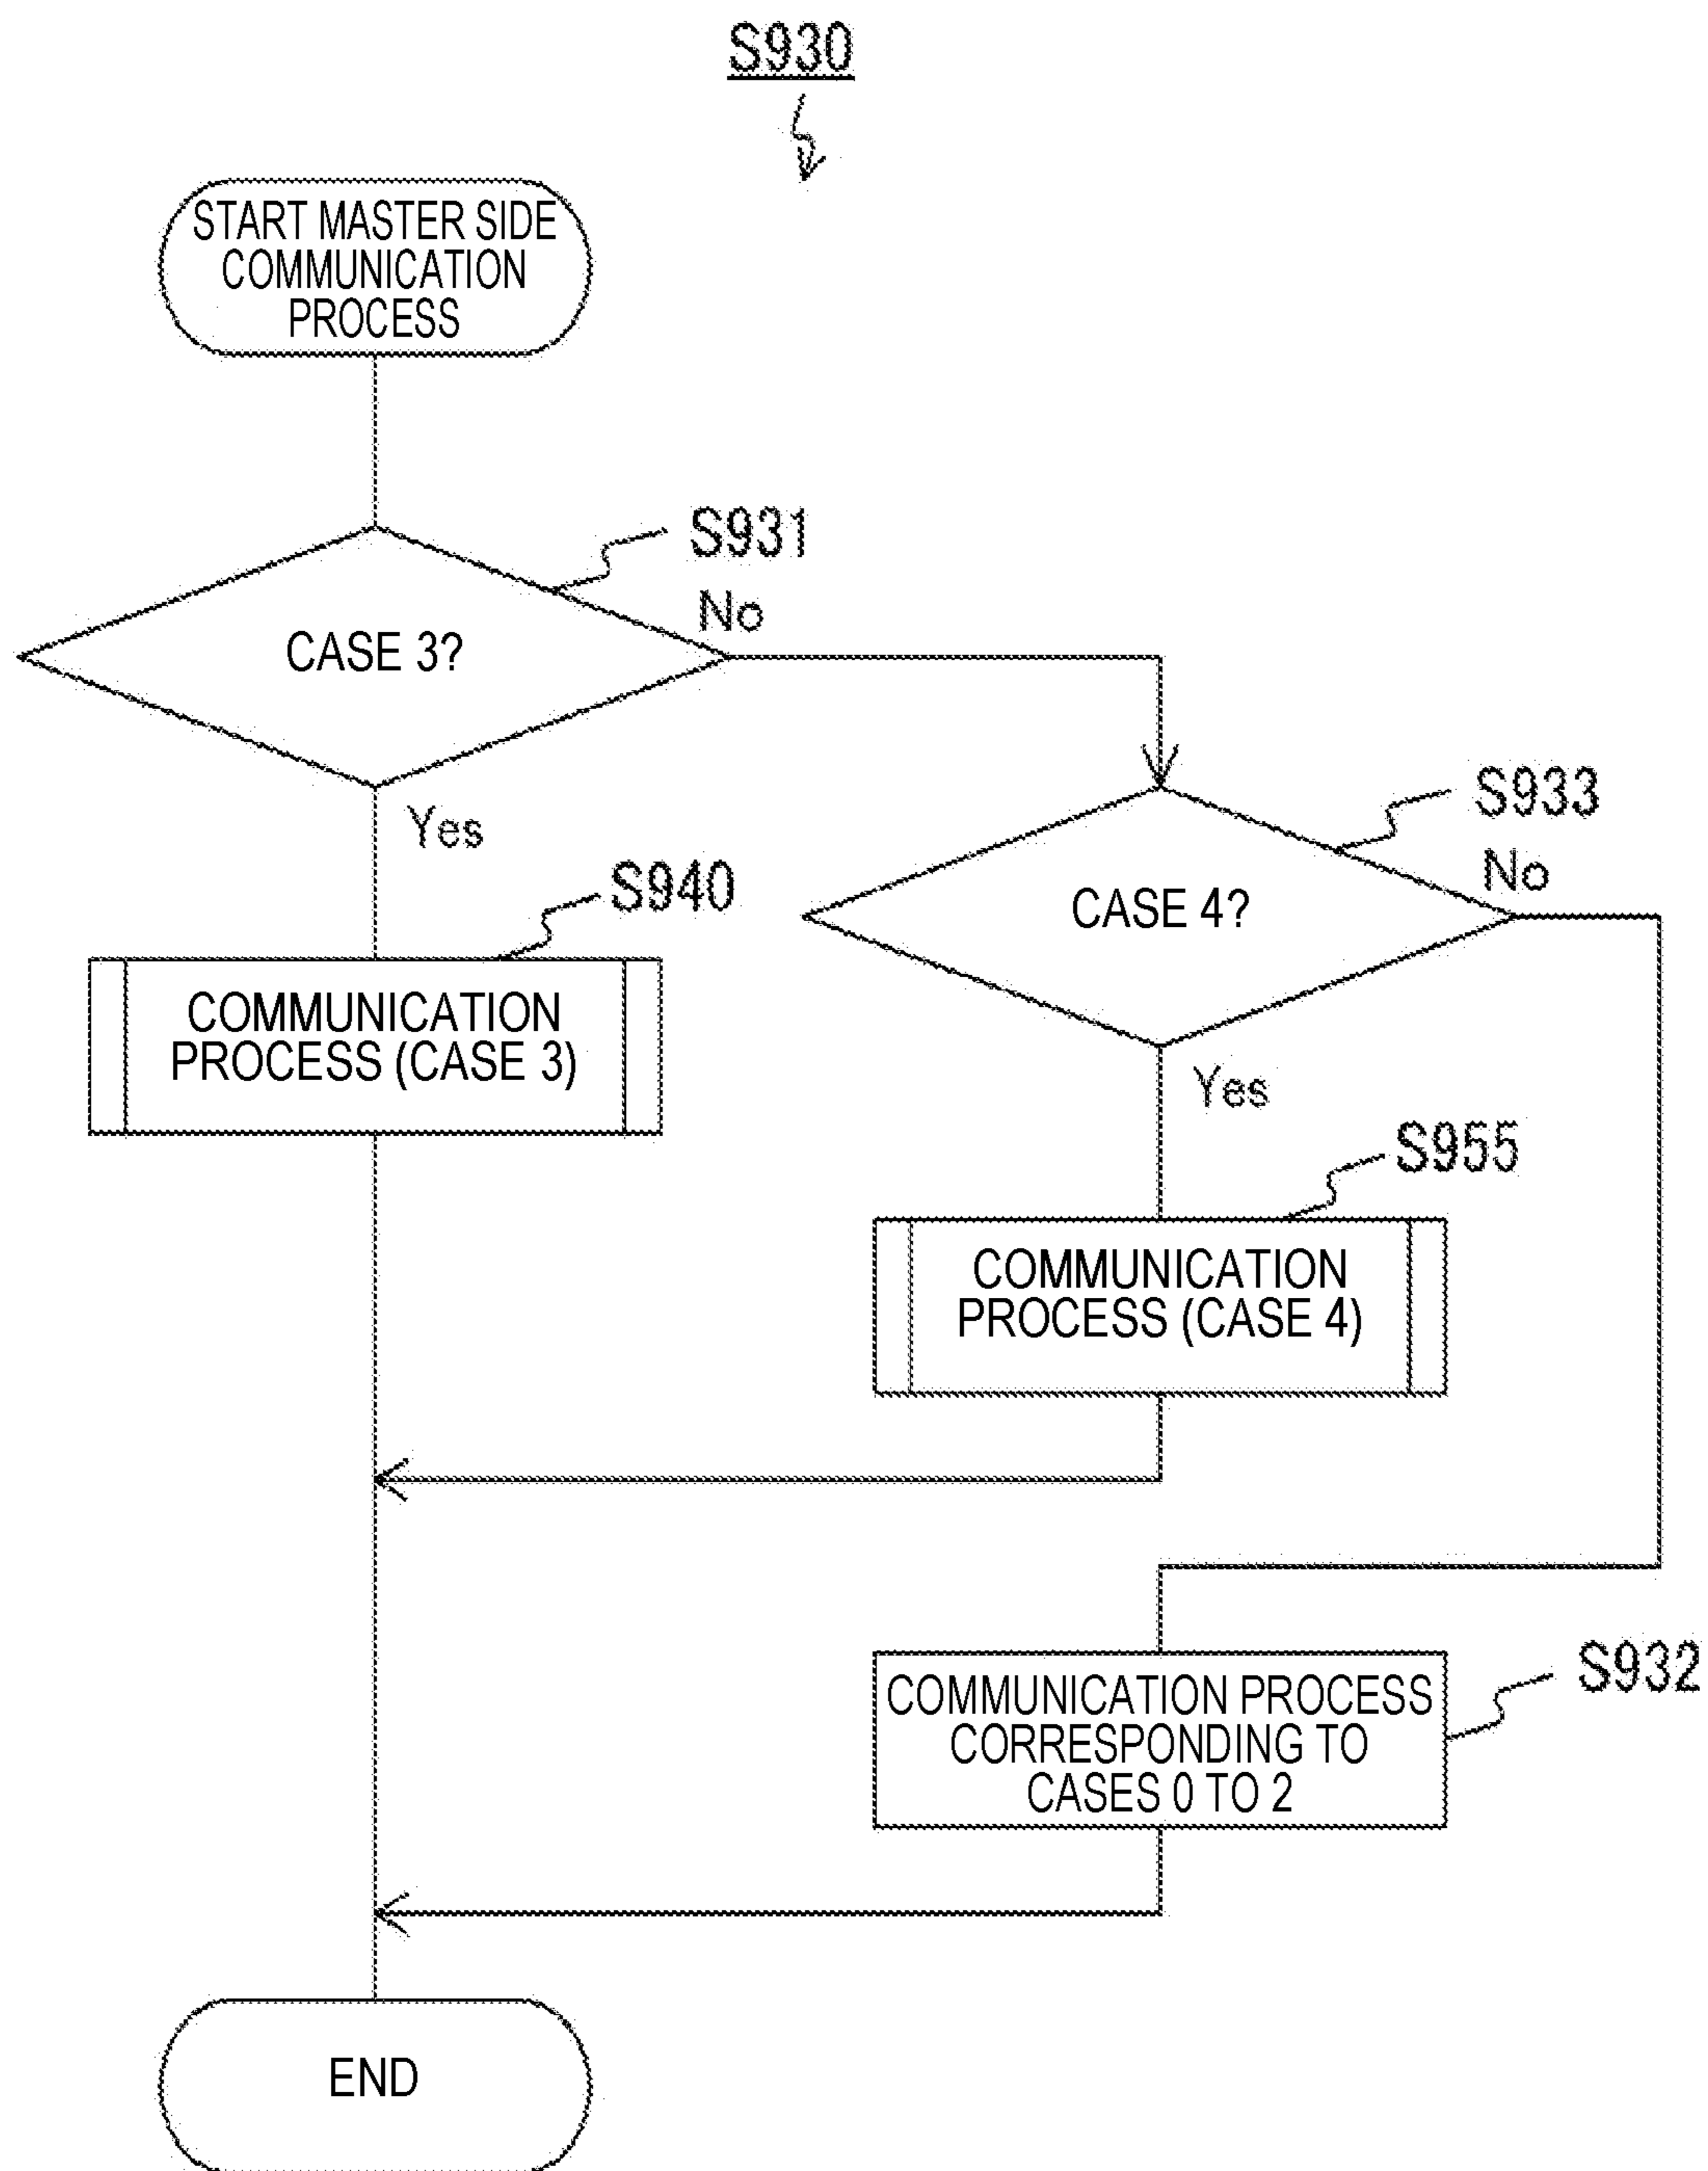 S930
START MASTER SIDE
COMMUNICATION
PROCESS
S931
No
CASE 3?
Yes
S933
No
CASE 4?
S940
COMMUNICATION
PROCESS (CASE 3)
Yes
S955
COMMUNICATION
PROCESS (CASE 4)
S932
COMMUNICATION PROCESS
CORRESPONDING TO
CASES 0 TO 2
END